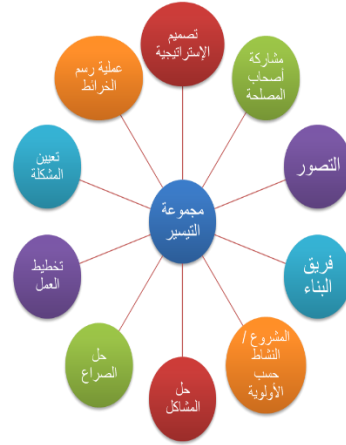 تصميم
الإستراتيجية
مشاركة
أصحاب
المصلحة
التصور
فريق
البناء
المشروع /
النشاط
حسب
الأولوية
حل
المشاكل
حل
الصراع
تخطيط
العمل
تعيين
المشكلة
عملية رسم
الخرائط
مجموعة
التيسير